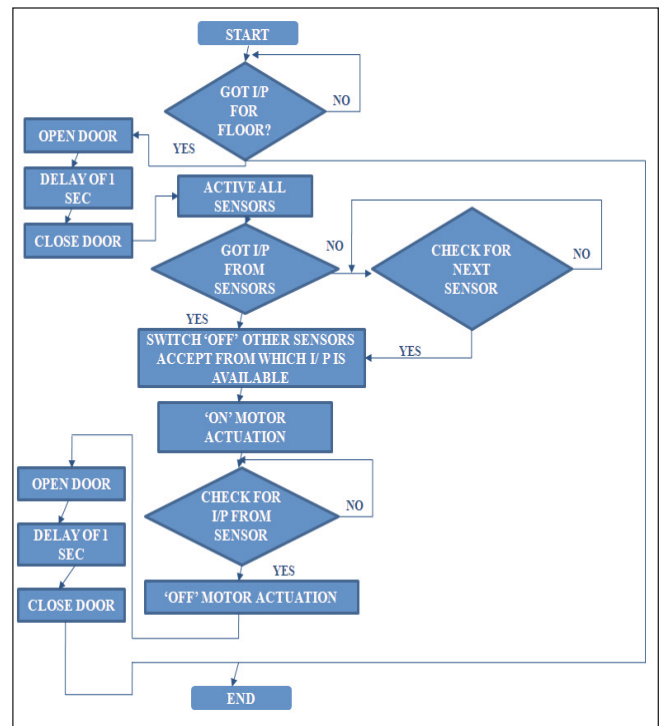 START
GOT I/P
FOR
FLOOR?
NO
YES
OPEN DOOR
DELAY OF 1
SEC
CLOSE DOOR
ACTIVE ALL
SENSORS
GOT I/P
FROM
SENSORS
NO
CHECK FOR
NEXT
SENSOR
NO
YES
YES
SWITCH ‘OFF’ OTHER SENSORS
ACCEPT FROM WHICH I/ P IS
AVAILABLE
‘ON’ MOTOR
ACTUATION
CHECK FOR
I/P FROM
SENSOR
NO
YES
‘OFF’ MOTOR ACTUATION
OPEN DOOR
DELAY OF 1
SEC
CLOSE DOOR
END